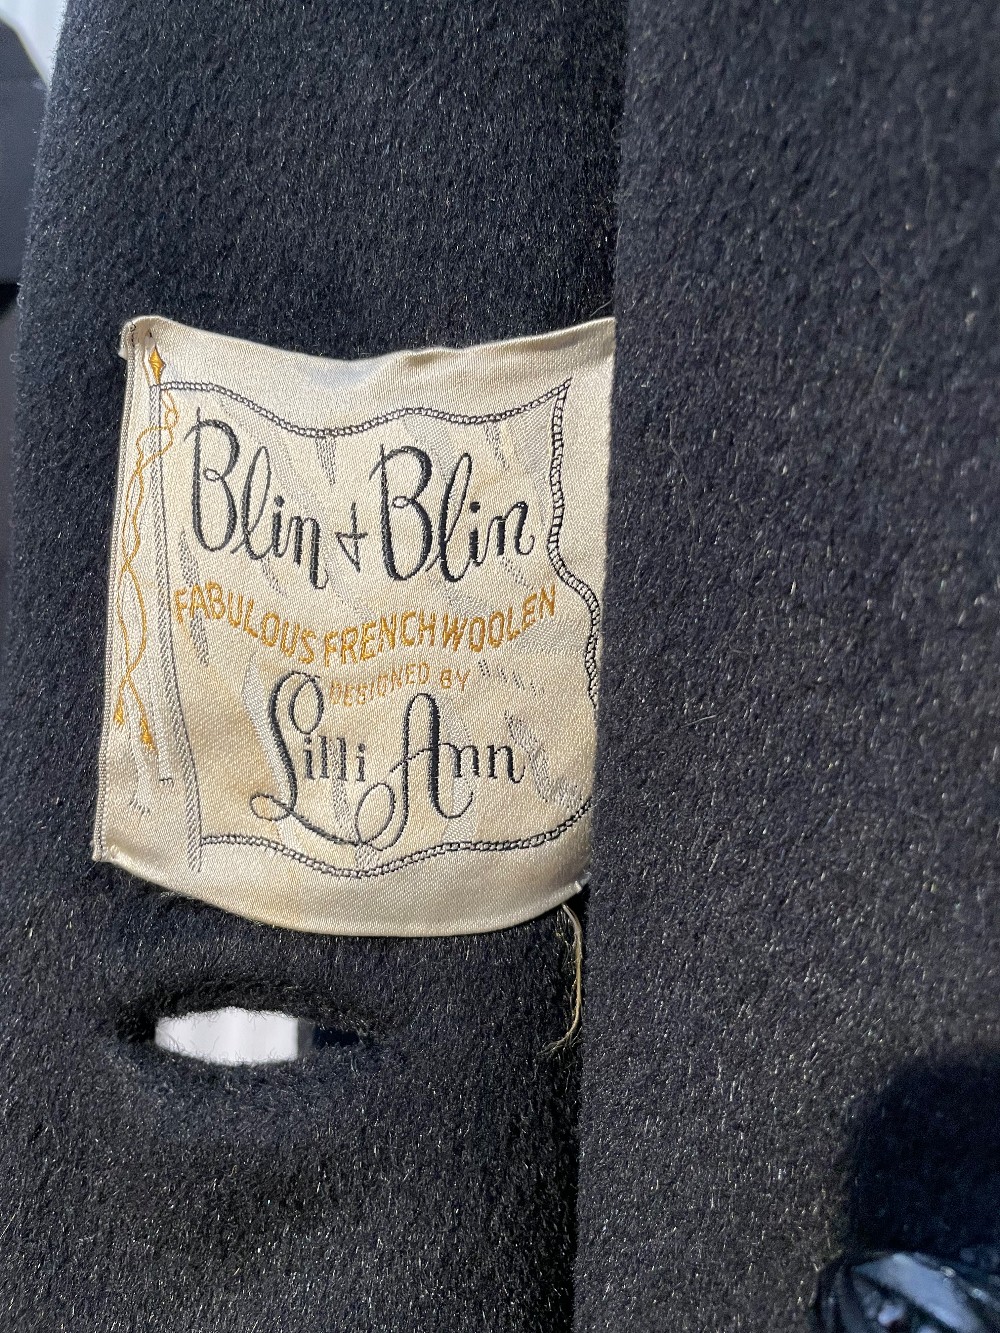 Blin + Blin
FABULOUS FRENCH WOOLEN
DESIGNED BY
Lilli Ann